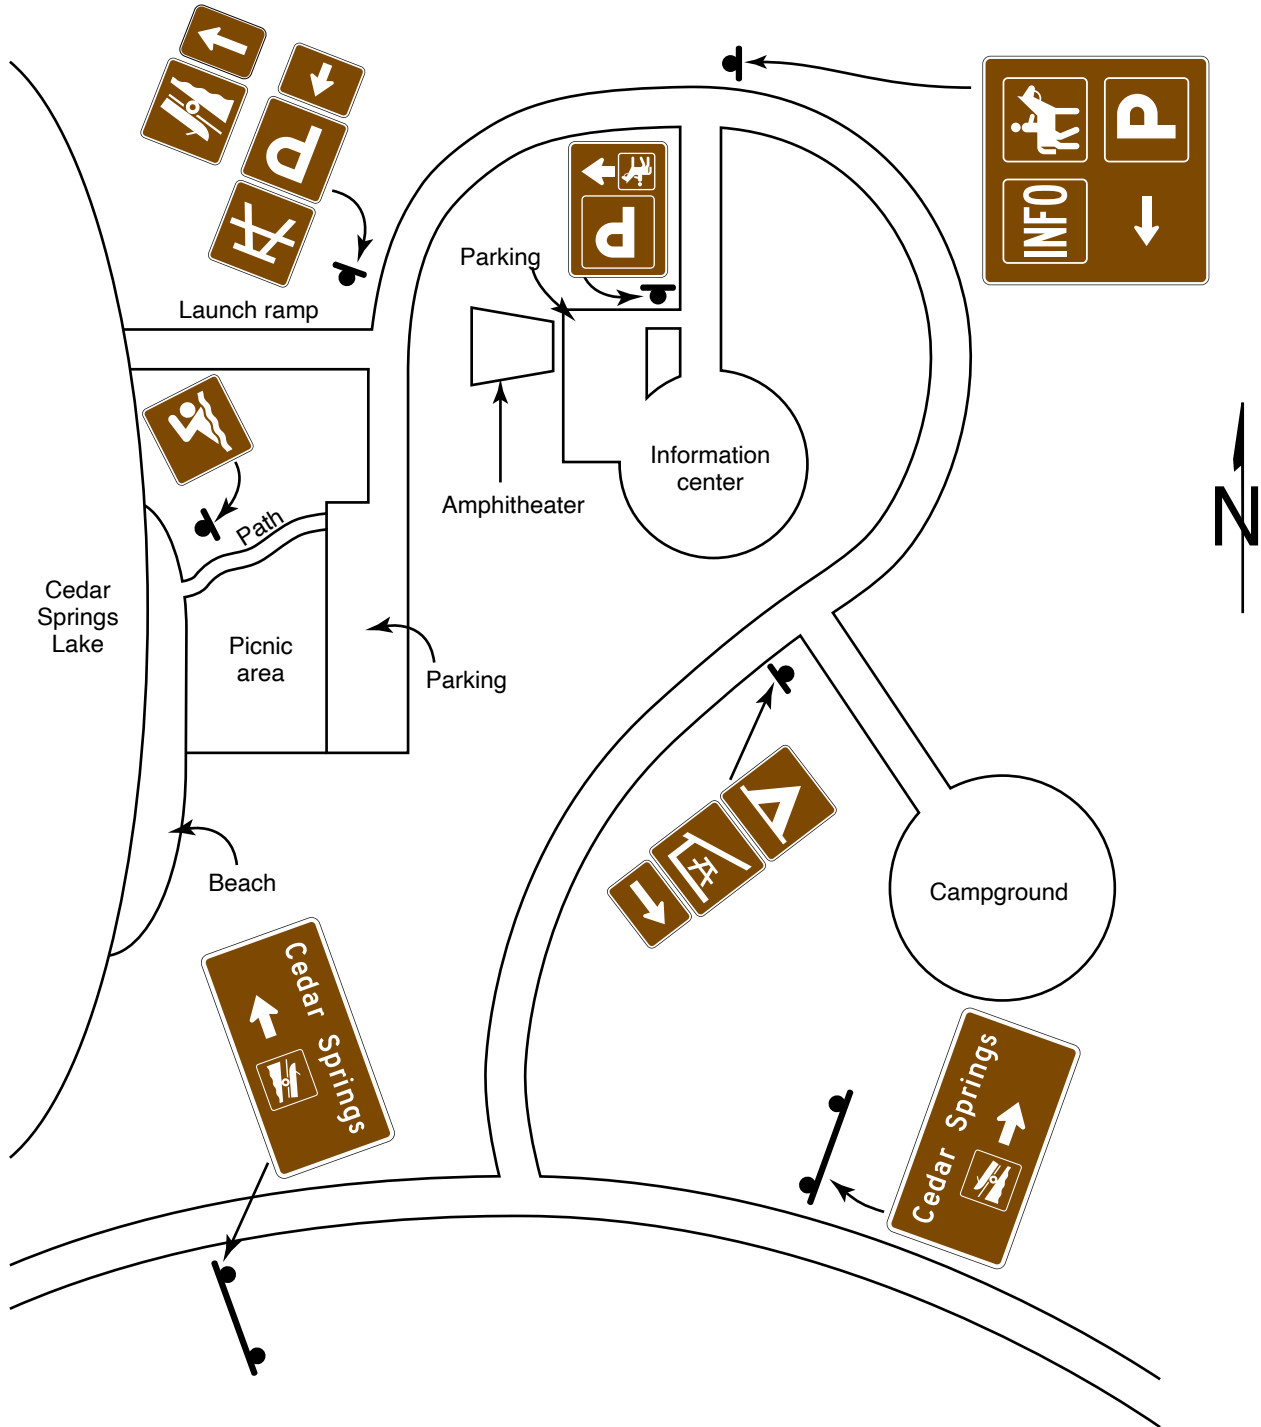 P
INFO
P
P
Parking
Launch ramp
Information
center
Amphitheater
Path
N
Cedar
Springs
Lake
Picnic
area
Parking
Beach
Campground
Cedar Springs
Cedar Springs